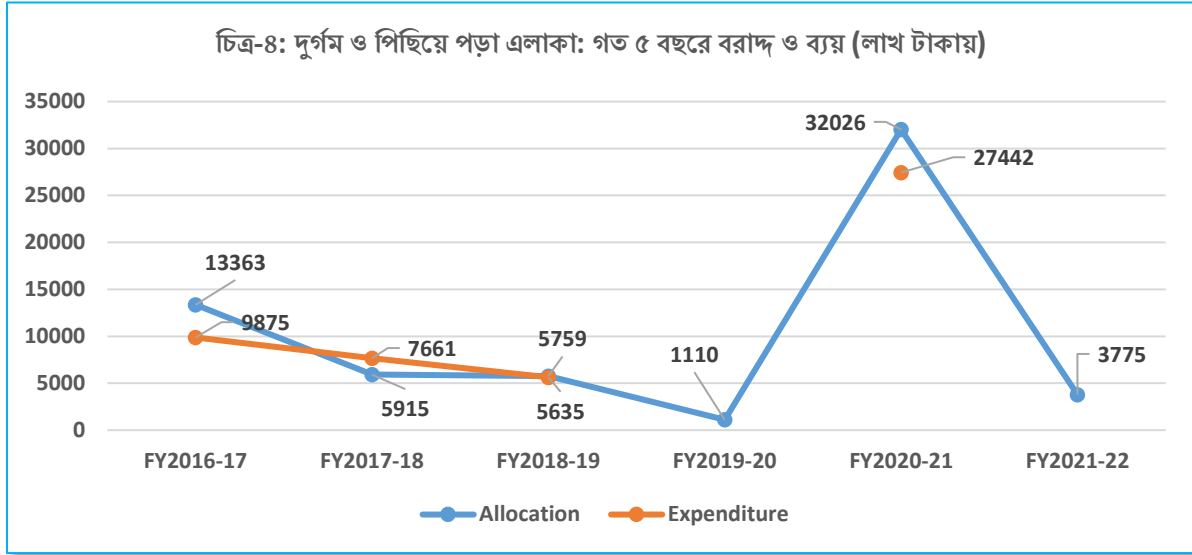 চিত্র-৪: দুর্গম ও পিছিয়ে পড়া এলাকা: গত ৫ বছরে বরাদ্দ ও ব্যয় (লাখ টাকায়)
35000
30000
25000
20000
15000
10000
5000
0
13363
9875
7661
5915
5759
5635
1110
32026
27442
3775
FY2016-17
FY2017-18
FY2018-19
FY2019-20
FY2020-21
FY2021-22
Allocation
Expenditure